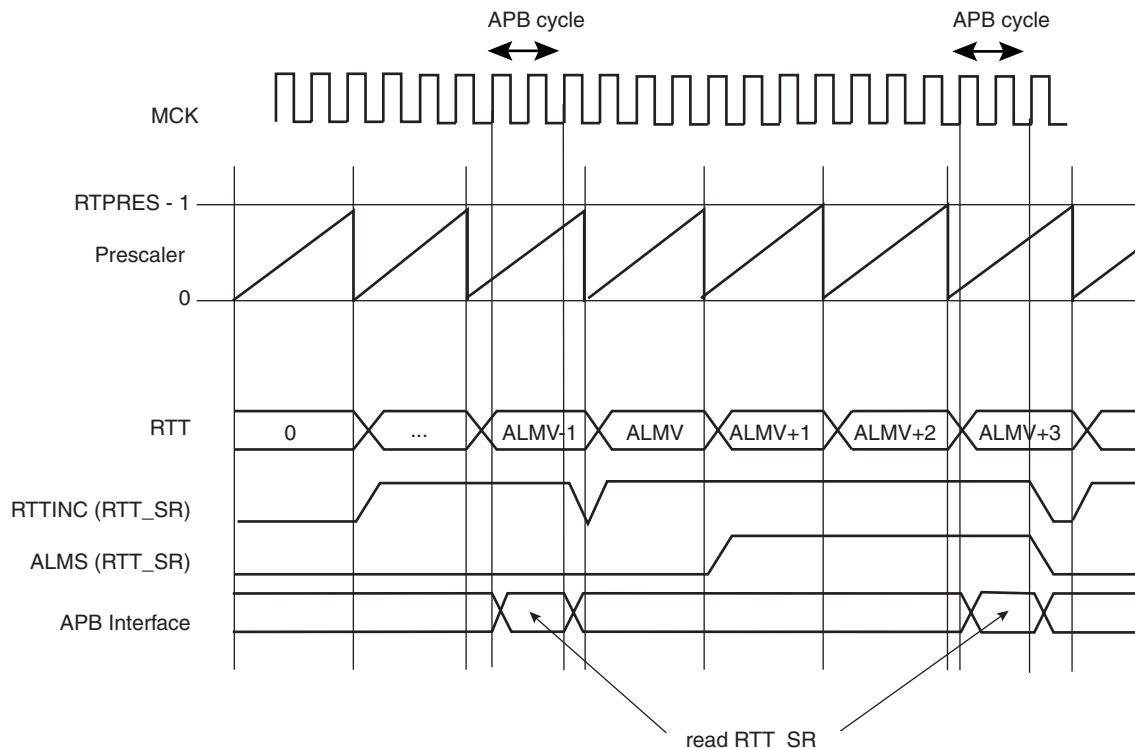 APB cycle
APB cycle
MCK
RTPRES - 1
Prescaler
0
RTT
0
...
ALMV-1
ALMV
ALMV+1
ALMV+2
ALMV+3
RTTINC (RTT_SR)
ALMS (RTT_SR)
APB Interface
read RTT_SR